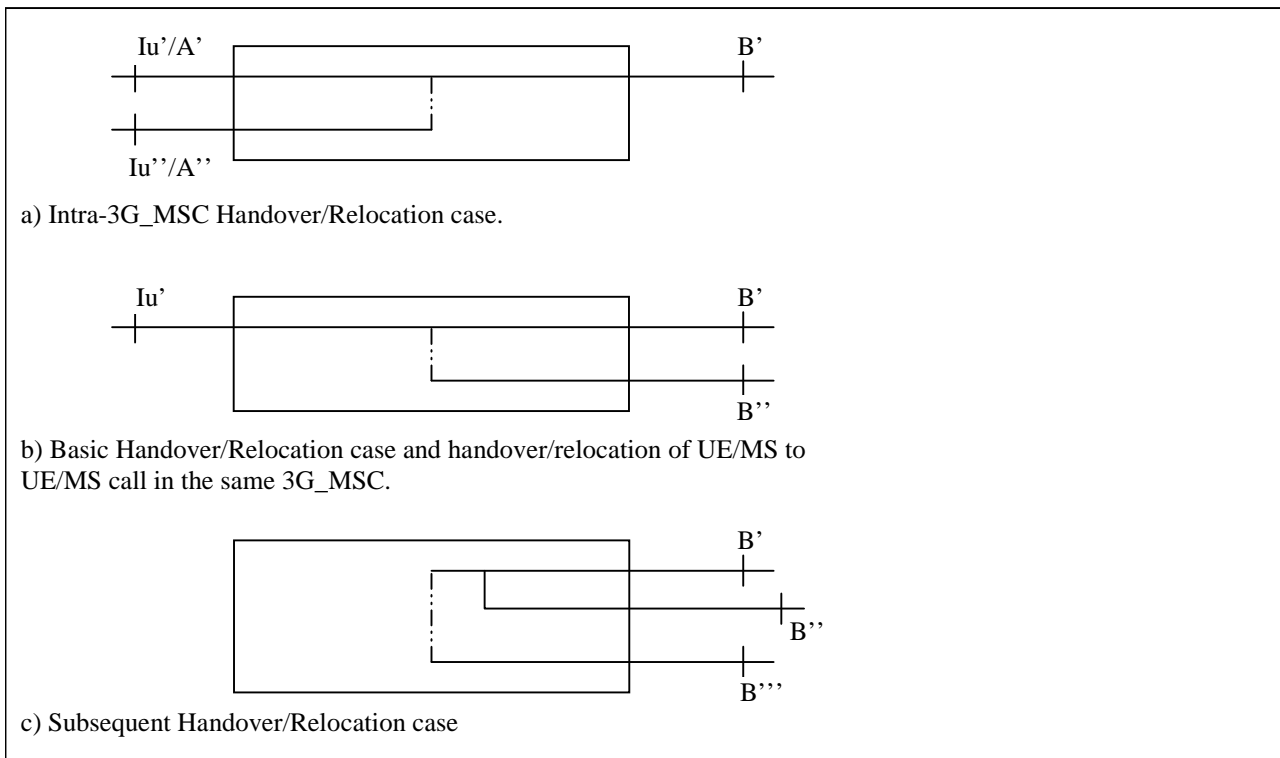 Iu’/A’
B’
Iu’’/A’’
a) Intra-3G_MSC Handover/Relocation case.
Iu’
B’
B’’
b) Basic Handover/Relocation case and handover/relocation of UE/MS to
UE/MS call in the same 3G_MSC.
B’
B’’
B’’’
c) Subsequent Handover/Relocation case